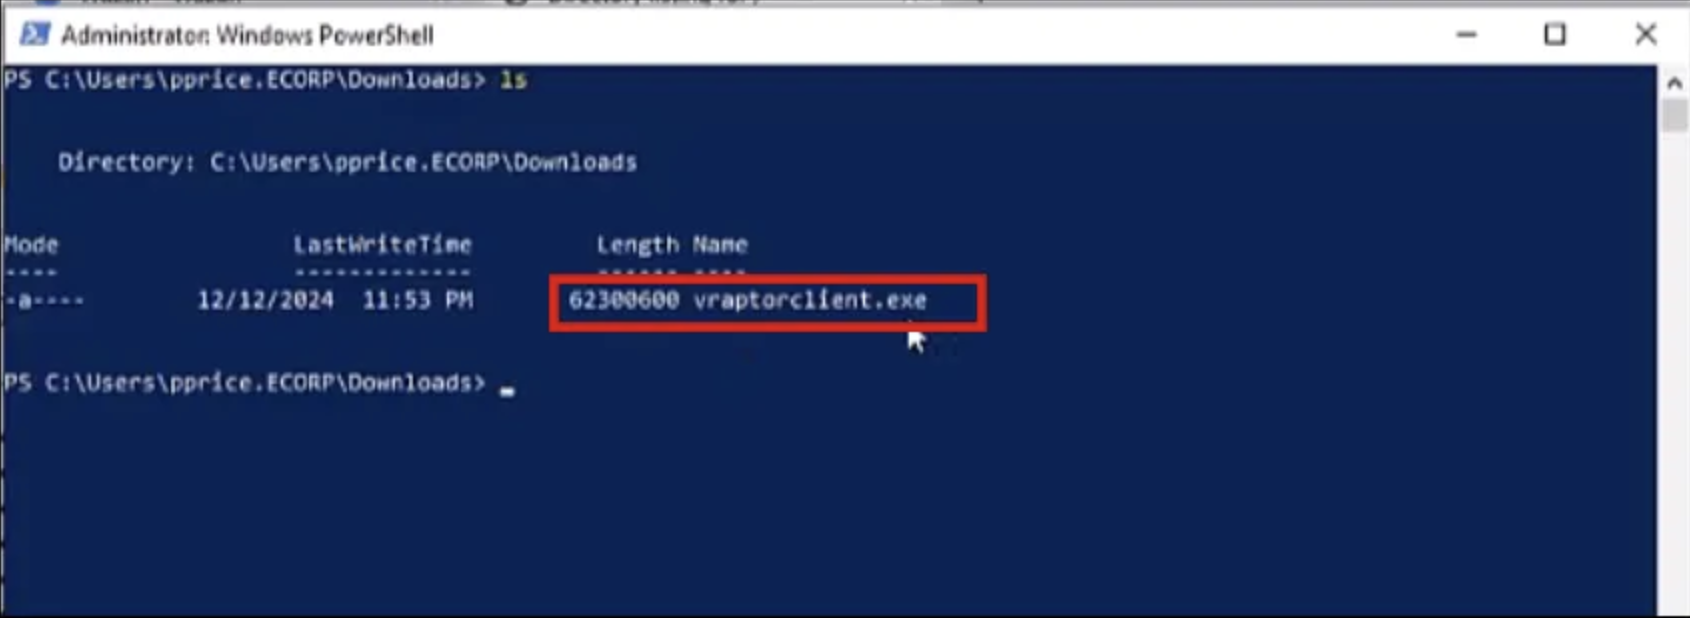 Administrator: Windows PowerShell
PS C:\Users\pprice.ECORP\Downloads> ls
Directory: C:\Users\pprice.ECORP\Downloads
Mode LastWriteTime Length Name
---- ------------- ------ ----
-a---- 12/12/2024 11:53 PM 62300600 vraptorclient.exe
PS C:\Users\pprice.ECORP\Downloads> _